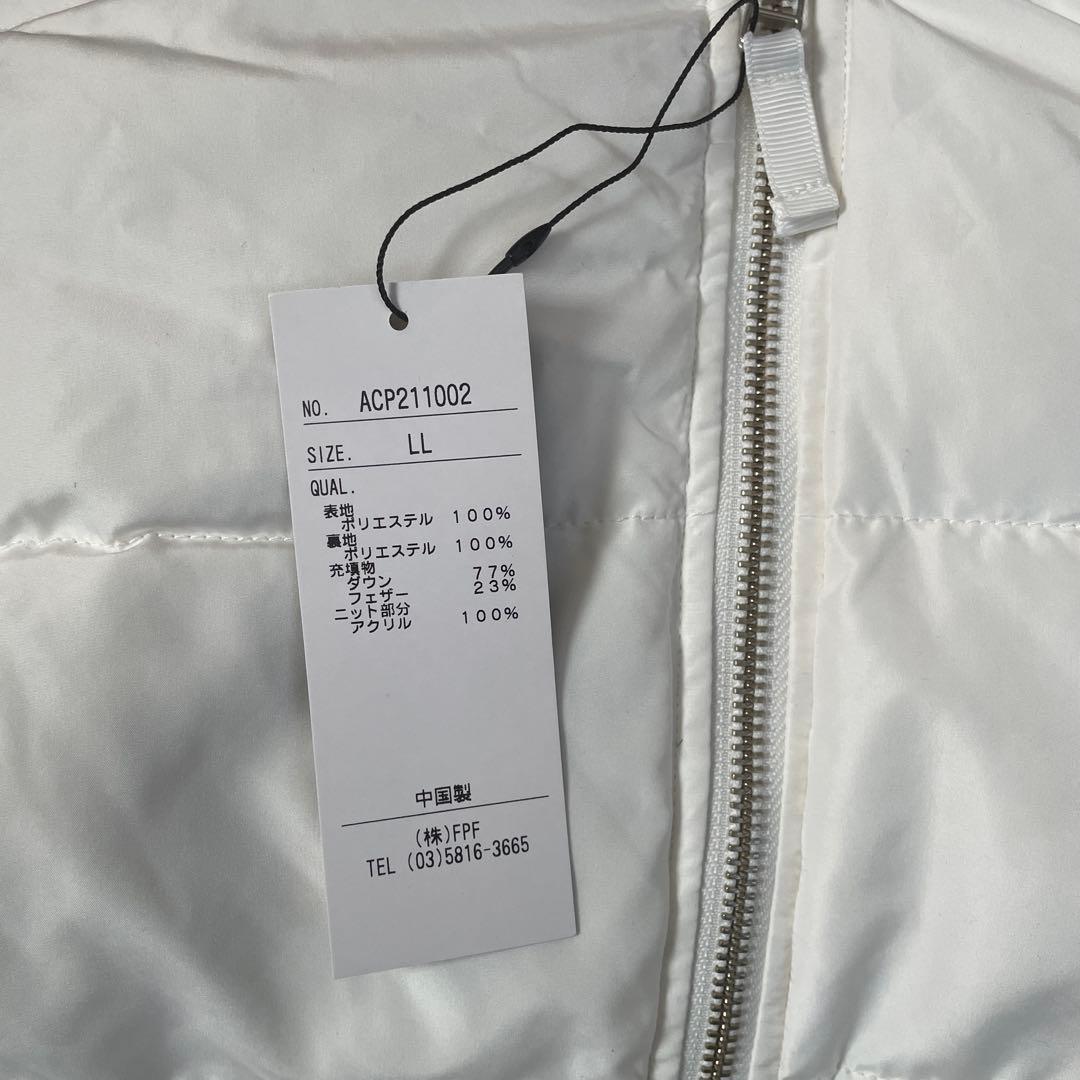 NO. ACP211002
SIZE. LL
QUAL.
表地
ポリエステル 100%
裏地
ポリエステル 100%
充填物
ダウン 77%
フェザー 23%
ニット部分
アクリル 100%
中国製
(株)FPF
TEL (03)5816-3665